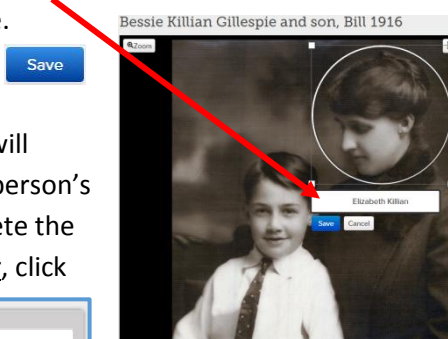 e.
Save
will
person's
ete the
, click
Bessie Killian Gillespie and son, Bill 1916
Zoom
Elizabeth Killian
Save Cancel